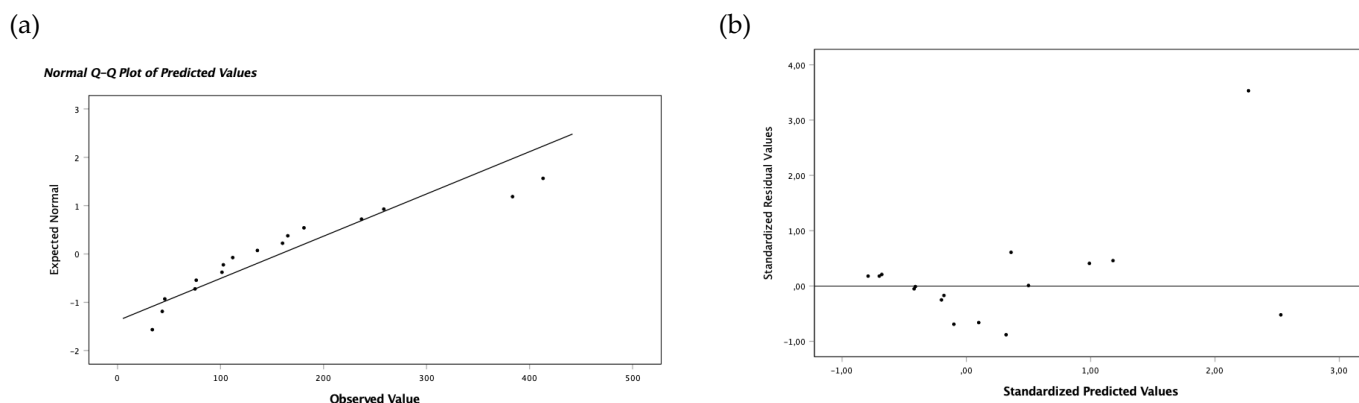 (a)
Normal Q-Q Plot of Predicted Values
3
2
1
0
-1
-2
Expected Normal
0 100 200 300 400 500
Observed Value
(b)
4,00
3,00
2,00
1,00
,00
-1,00
Standardized Residual Values
-1,00 ,00 1,00 2,00 3,00
Standardized Predicted Values